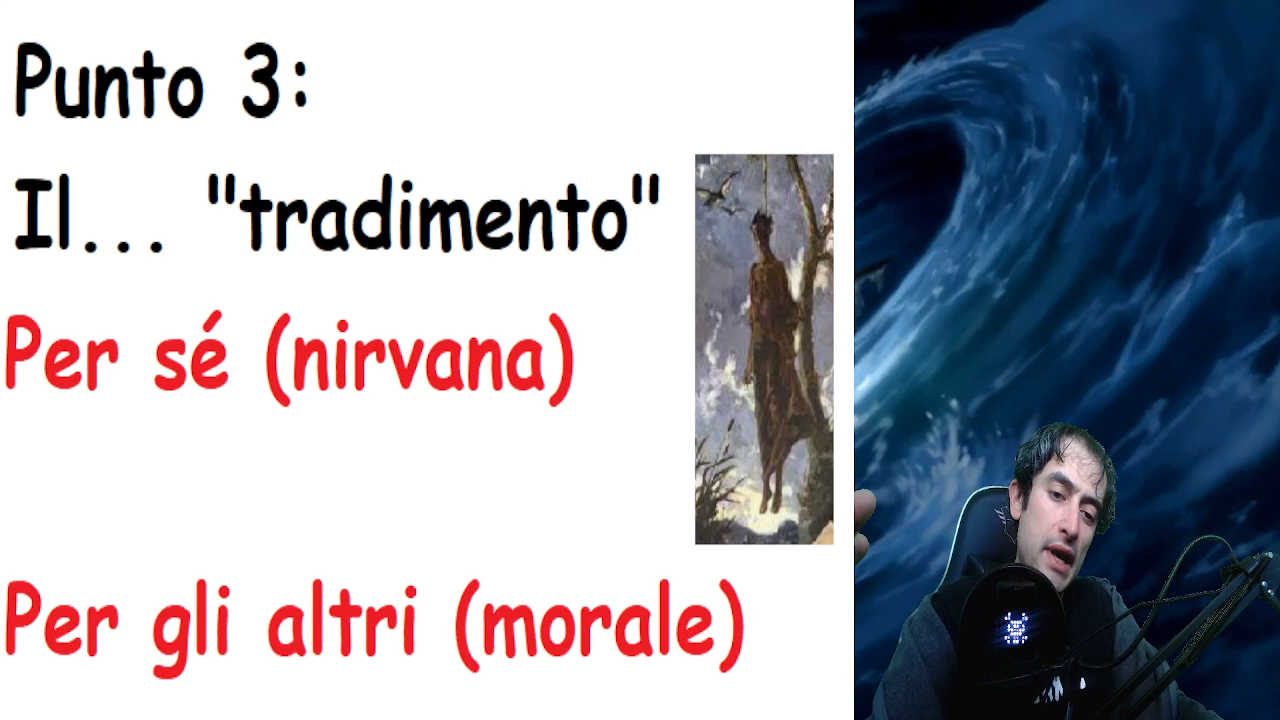 Punto 3:
Il... "tradimento"
Per sé (nirvana)
Per gli altri (morale)